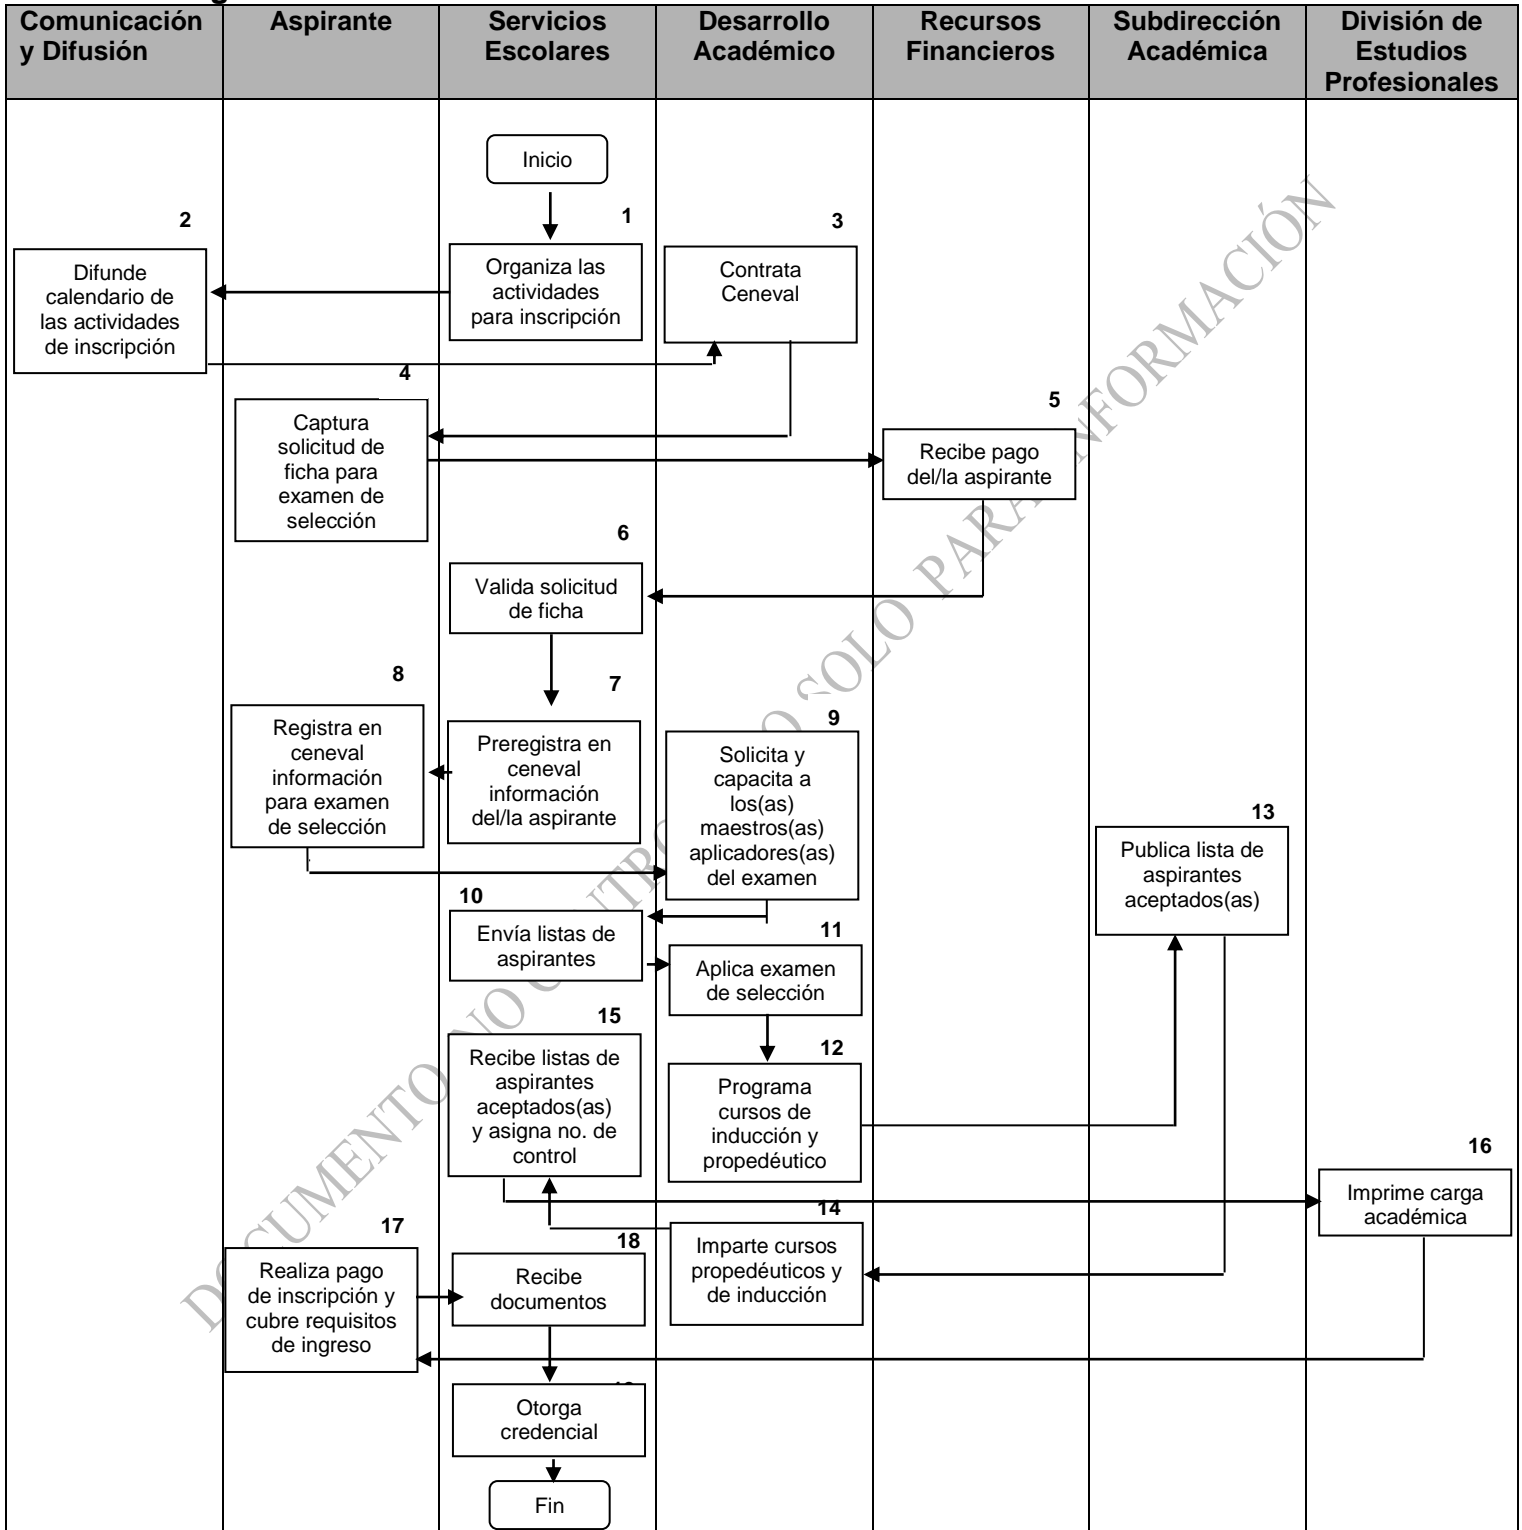 Comunicación
y Difusión
Aspirante
Servicios
Escolares
Desarrollo
Académico
Recursos
Financieros
Subdirección
Académica
División de
Estudios
Profesionales
Inicio
1
Organiza las
actividades
para inscripción
2
Difunde
calendario de
las actividades
de inscripción
3
Contrata
Ceneval
4
Captura
solicitud de
ficha para
examen de
selección
5
Recibe pago
del/la aspirante
6
Valida solicitud
de ficha
7
Preregistra en
ceneval
información
del/la aspirante
8
Registra en
ceneval
información
para examen
de selección
9
Solicita y
capacita a
los(as)
maestros(as)
aplicadores(as)
del examen
10
Envía listas de
aspirantes
11
Aplica examen
de selección
12
Programa
cursos de
inducción y
propedéutico
13
Publica lista de
aspirantes
aceptados(as)
14
Imparte cursos
propedéuticos y
de inducción
15
Recibe listas de
aspirantes
aceptados(as)
y asigna no. de
control
16
Imprime carga
académica
17
Realiza pago
de inscripción y
cubre requisitos
de ingreso
18
Recibe
documentos
Otorga
credencial
Fin
DOCUMENTO NO SOLO PARA INFORMACIÓN